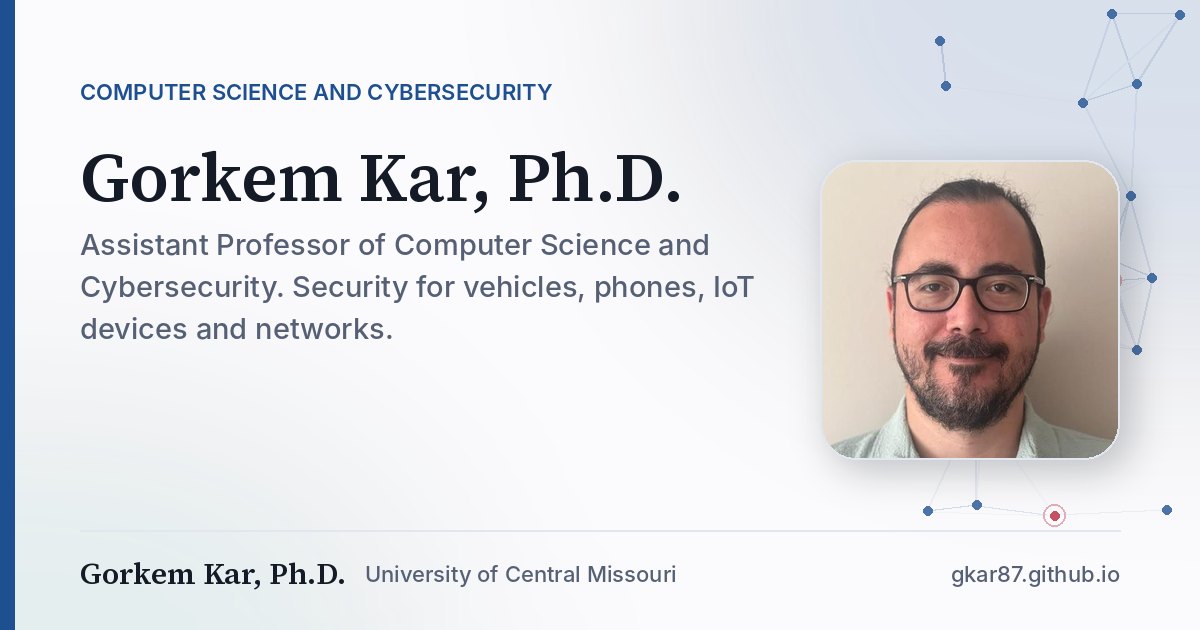 COMPUTER SCIENCE AND CYBERSECURITY
Gorkem Kar, Ph.D.
Assistant Professor of Computer Science and
Cybersecurity. Security for vehicles, phones, IoT
devices and networks.
Gorkem Kar, Ph.D. University of Central Missouri gkar87.github.io